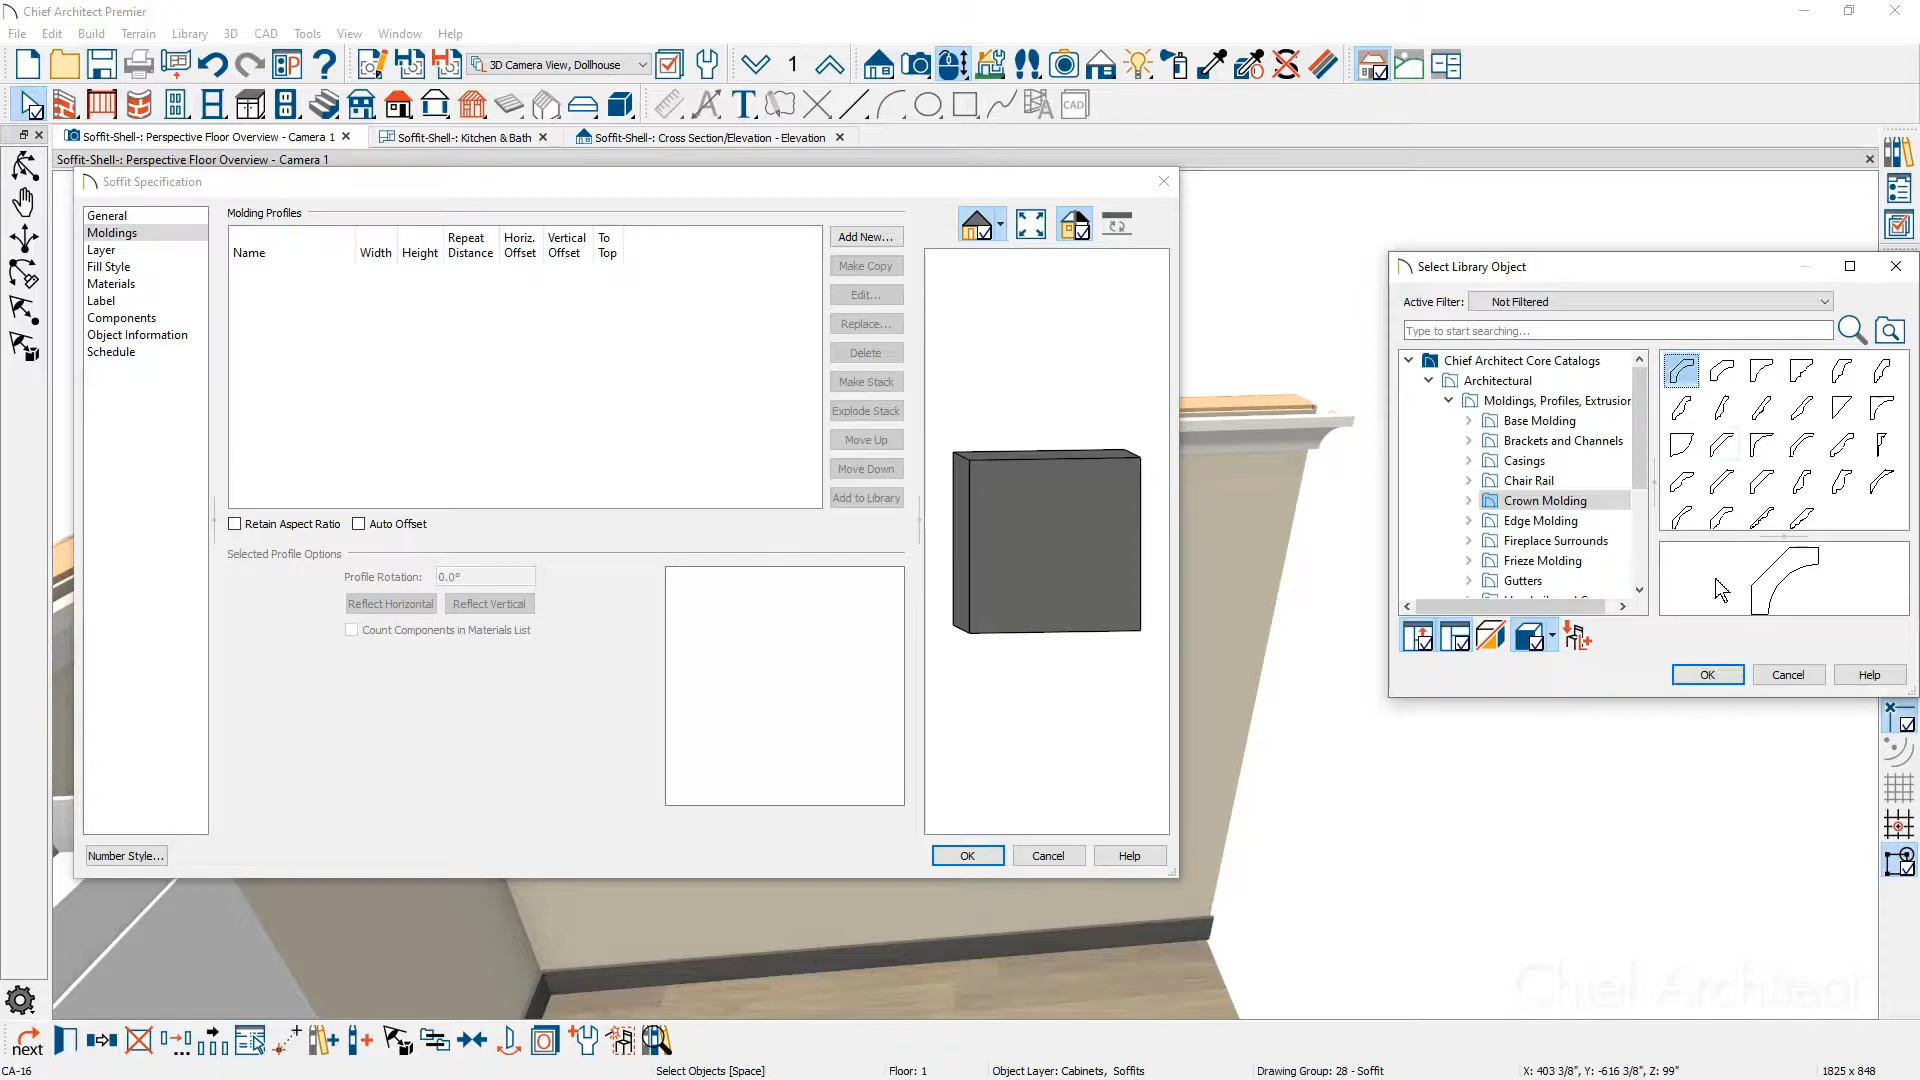 Chief Architect Premier
File Edit Build Terrain Library 3D CAD Tools View Window Help
3D Camera View, Dollhouse
1
CAD
Soffit-Shell-: Perspective Floor Overview - Camera 1
Soffit-Shell-: Kitchen & Bath
Soffit-Shell-: Cross Section/Elevation - Elevation
Soffit-Shell-: Perspective Floor Overview - Camera 1
Soffit Specification
General
Moldings
Layer
Fill Style
Materials
Label
Components
Object Information
Schedule
Molding Profiles
Name
Width
Height
Repeat Distance
Horiz. Offset
Vertical Offset
To Top
Add New...
Make Copy
Edit...
Replace...
Delete
Make Stack
Explode Stack
Move Up
Move Down
Add to Library
Retain Aspect Ratio
Auto Offset
Selected Profile Options
Profile Rotation:
0.0°
Reflect Horizontal
Reflect Vertical
Count Components in Materials List
Number Style...
OK
Cancel
Help
Select Library Object
Active Filter:
Not Filtered
Type to start searching...
Chief Architect Core Catalogs
Architectural
Moldings, Profiles, Extrusion
Base Molding
Brackets and Channels
Casings
Chair Rail
Crown Molding
Edge Molding
Fireplace Surrounds
Frieze Molding
Gutters
OK
Cancel
Help
Chief Architect
next
CA-16
Select Objects [Space]
Floor: 1
Object Layer: Cabinets, Soffits
Drawing Group: 28 - Soffit
X: 403 3/8", Y: -616 3/8", Z: 99"
1825 x 848